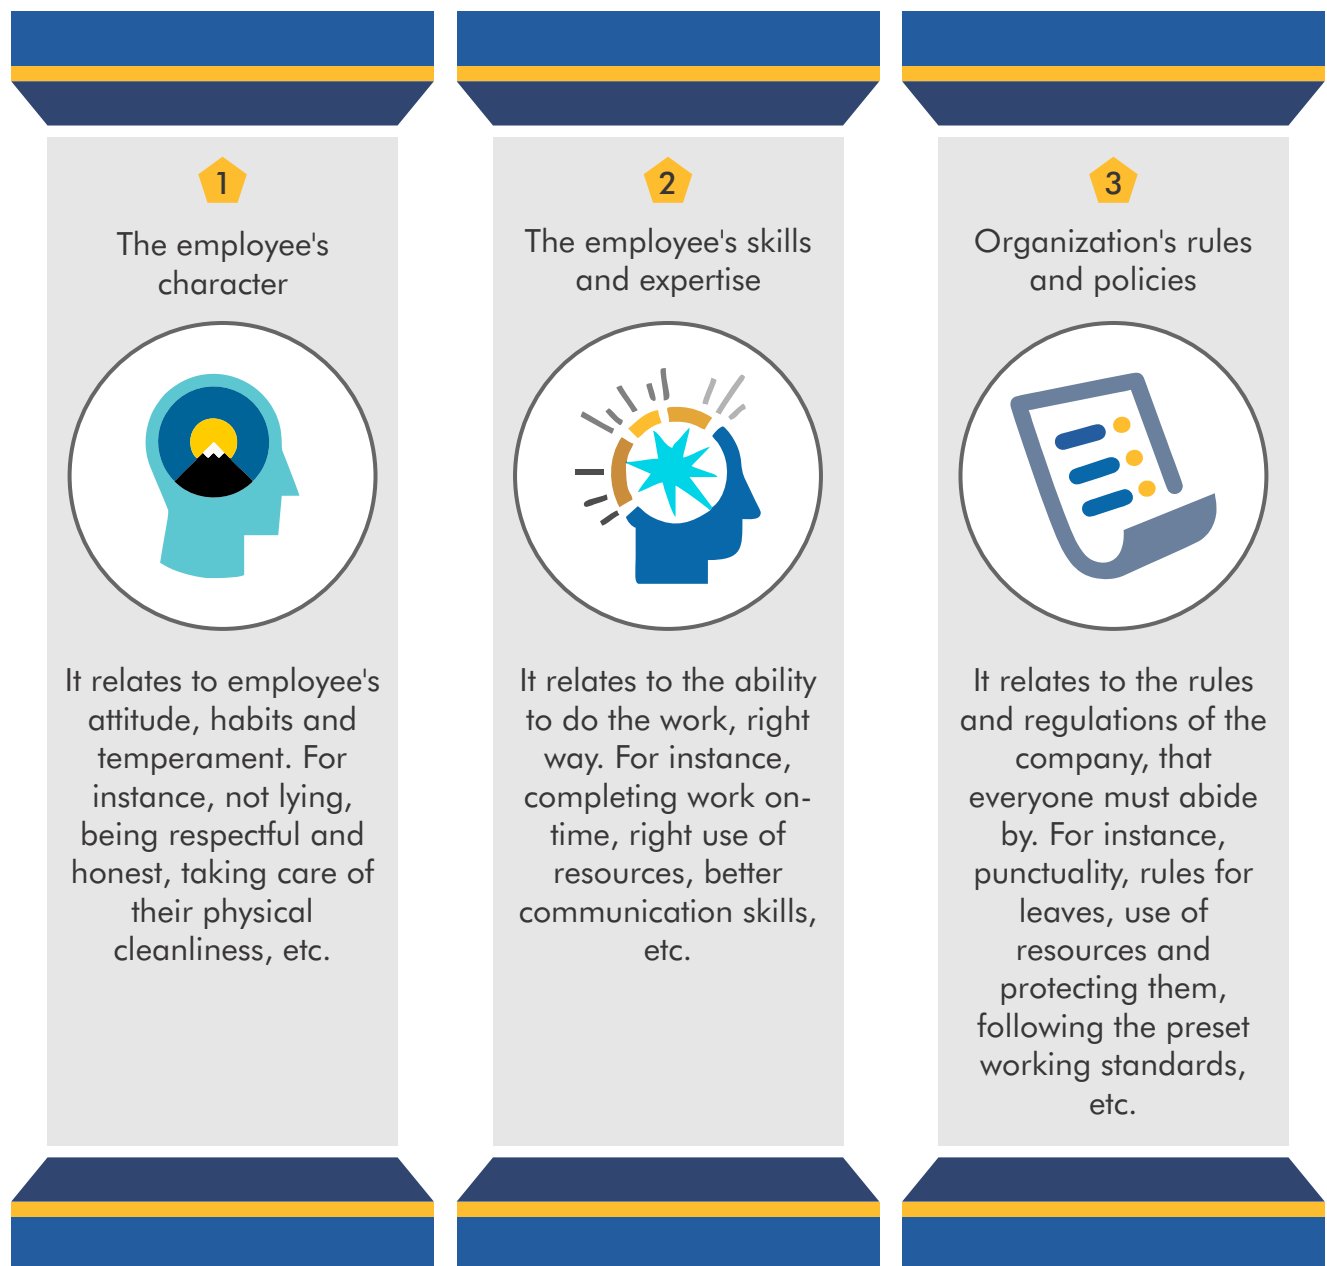 1
The employee's
character
It relates to employee's
attitude, habits and
temperament. For
instance, not lying,
being respectful and
honest, taking care of
their physical
cleanliness, etc.
2
The employee's skills
and expertise
It relates to the ability
to do the work, right
way. For instance,
completing work on-
time, right use of
resources, better
communication skills,
etc.
3
Organization's rules
and policies
It relates to the rules
and regulations of the
company, that
everyone must abide
by. For instance,
punctuality, rules for
leaves, use of
resources and
protecting them,
following the preset
working standards,
etc.